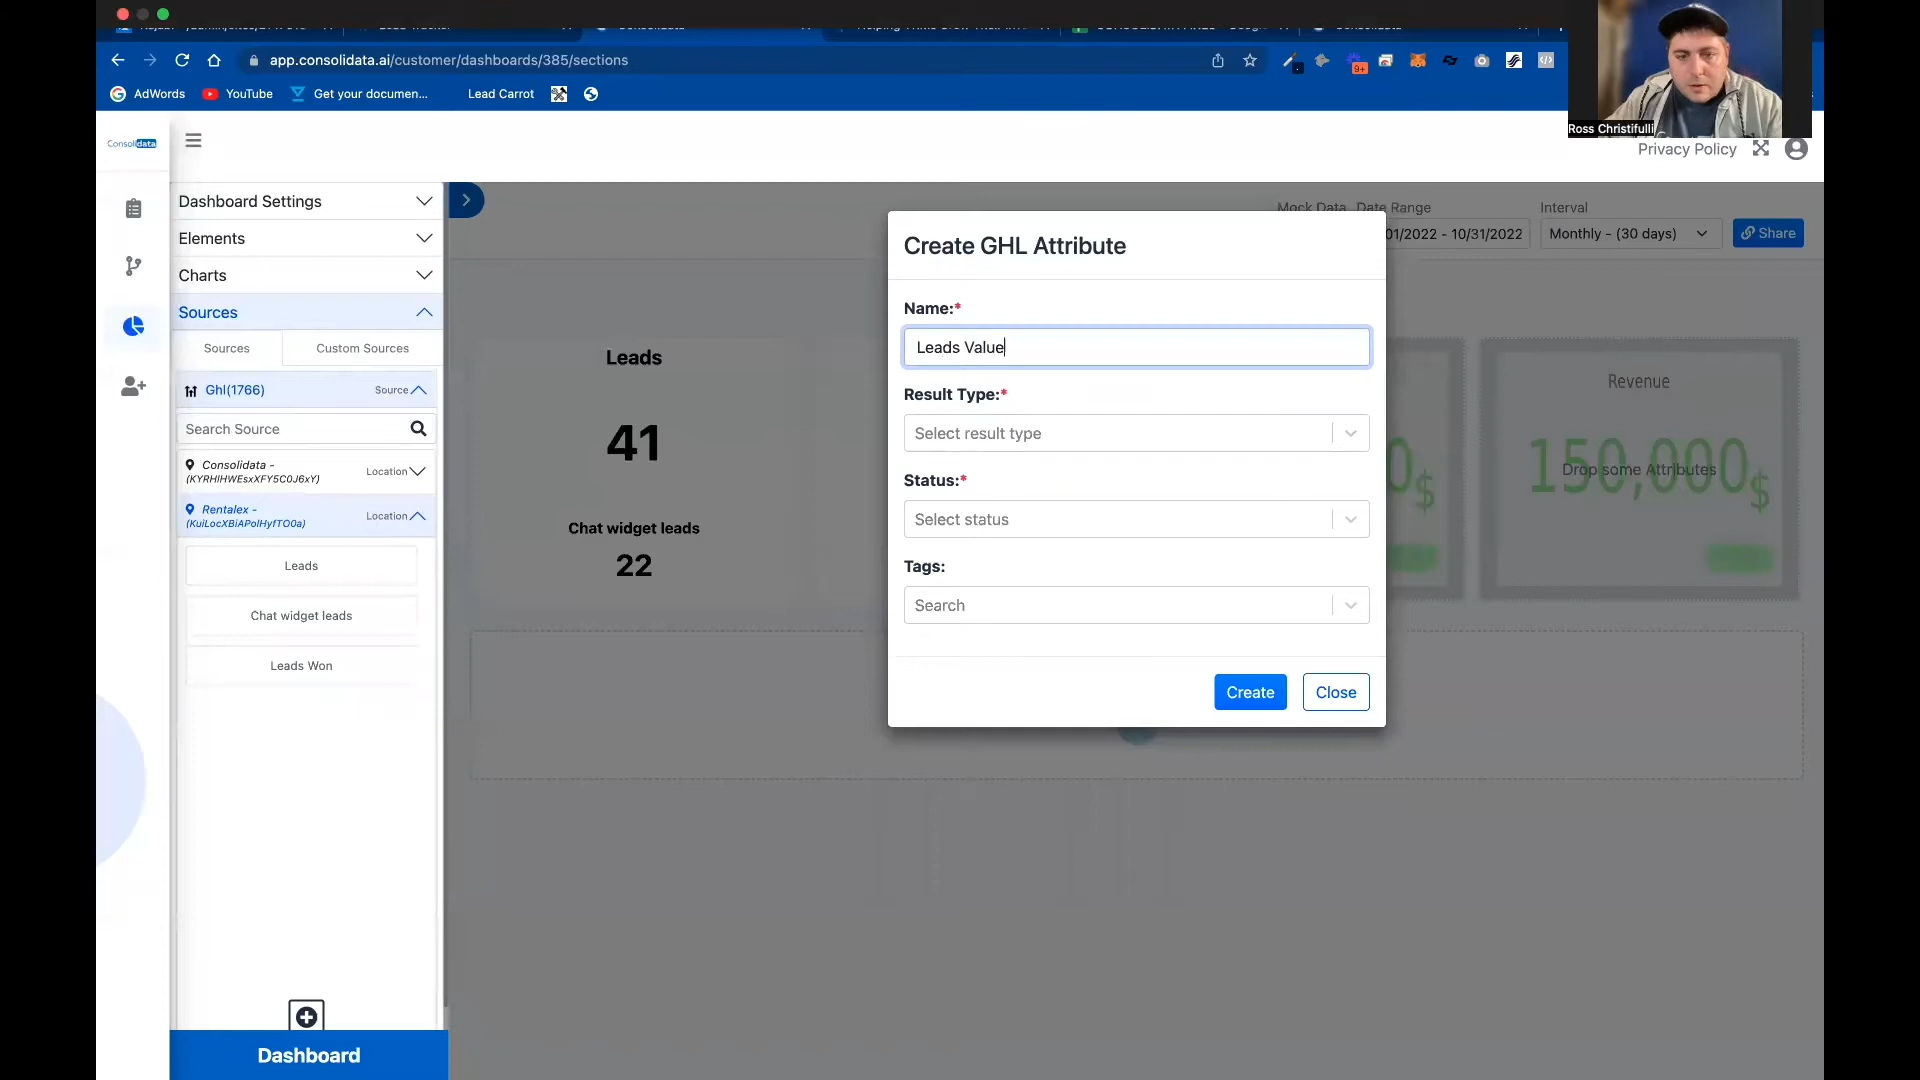 Consolidata
app.consolidata.ai/customer/dashboards/385/sections
9+
AdWords
YouTube
Get your documen...
Lead Carrot
Ross Christifulli
Privacy Policy
Consolidata
Dashboard Settings
Elements
Charts
Sources
Sources
Custom Sources
Ghl(1766)
Source
Search Source
Consolidata -
(KYRHIHWEsxXFY5C0J6xY)
Location
Rentalex -
(KuiLocXBiAPolHyfTO0a)
Location
Leads
Chat widget leads
Leads Won
Dashboard
Mock Data
Date Range
01/2022 - 10/31/2022
Interval
Monthly - (30 days)
Share
Leads
41
Chat widget leads
22
Revenue
150,000$
Drop some Attributes
Create GHL Attribute
Name:*
Leads Value
Result Type:*
Select result type
Status:*
Select status
Tags:
Search
Create
Close